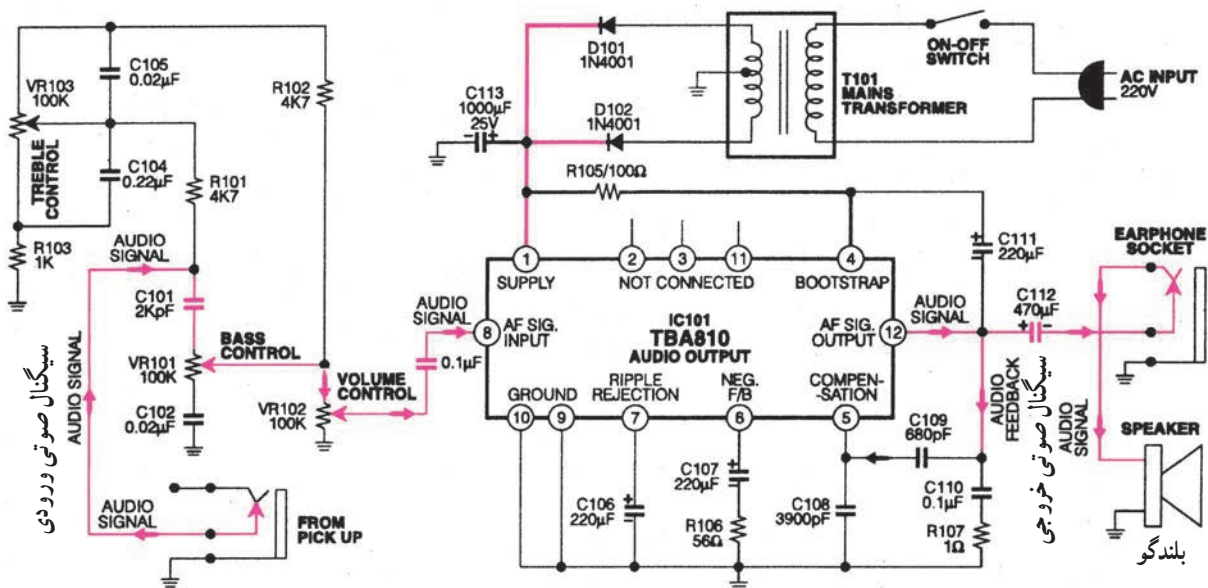 C105
0.02µF
VR103
100K
R102
4K7
TREBLE
CONTROL
C104
0.22µF
R101
4K7
R103
1K
AUDIO
SIGNAL
C101
2KpF
BASS
CONTROL
VR101
100K
C102
0.02µF
VOLUME
CONTROL
VR102
100K
AUDIO SIGNAL
سیگنال صوتی ورودی
AUDIO
SIGNAL
FROM
PICK UP
D101
1N4001
C113
1000µF
25V
D102
1N4001
T101
MAINS
TRANSFORMER
ON-OFF
SWITCH
AC INPUT
220V
R105/100Ω
1
2
3
11
4
SUPPLY
NOT CONNECTED
BOOTSTRAP
AUDIO
SIGNAL
0.1µF
8
AF SIG.
INPUT
IC101
TBA810
AUDIO OUTPUT
AF SIG.
OUTPUT
12
GROUND
RIPPLE
REJECTION
NEG.
F/B
COMPEN-
-SATION
10
9
7
6
5
AUDIO
SIGNAL
C111
220µF
C112
470µF
EARPHONE
SOCKET
C106
220µF
C107
220µF
R106
56Ω
C108
3900pF
C109
680pF
AUDIO
FEEDBACK
C110
0.1µF
R107
1Ω
سیگنال صوتی خروجی
AUDIO
SIGNAL
SPEAKER
بلندگو